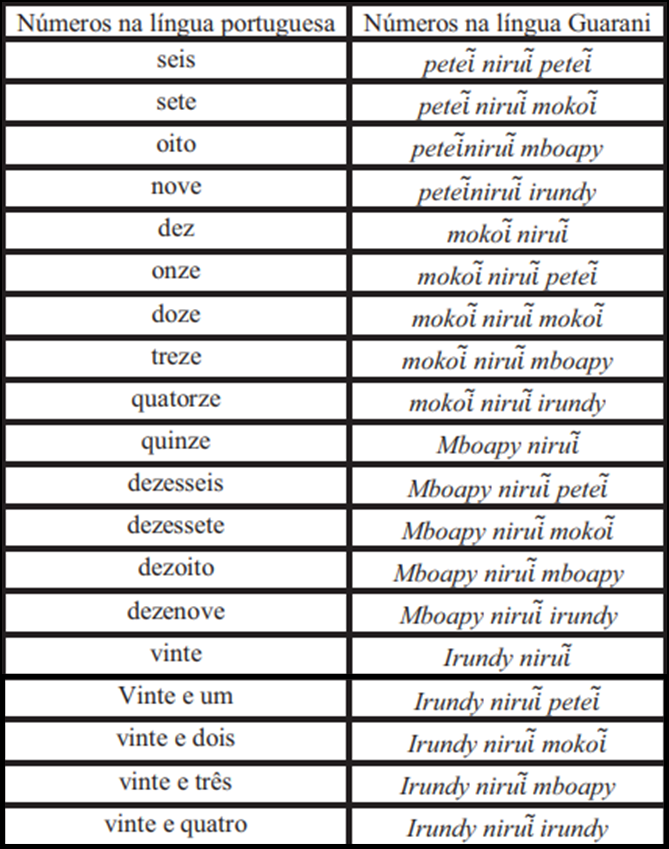 Números na língua portuguesa Números na língua Guarani
seis peteĩ niruĩ peteĩ
sete peteĩ niruĩ mokoĩ
oito peteĩniruĩ mboapy
nove peteĩniruĩ irundy
dez mokoĩ niruĩ
onze mokoĩ niruĩ peteĩ
doze mokoĩ niruĩ mokoĩ
treze mokoĩ niruĩ mboapy
quatorze mokoĩ niruĩ irundy
quinze Mboapy niruĩ
dezesseis Mboapy niruĩ peteĩ
dezessete Mboapy niruĩ mokoĩ
dezoito Mboapy niruĩ mboapy
dezenove Mboapy niruĩ irundy
vinte Irundy niruĩ
Vinte e um Irundy niruĩ peteĩ
vinte e dois Irundy niruĩ mokoĩ
vinte e três Irundy niruĩ mboapy
vinte e quatro Irundy niruĩ irundy